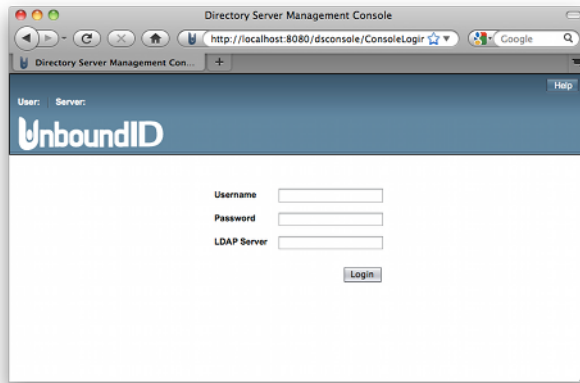 Directory Server Management Console
http://localhost:8080/dsconsole/ConsoleLogin
Google
Directory Server Management Con...
Help
User: Server:
UnboundID
Username
Password
LDAP Server
Login